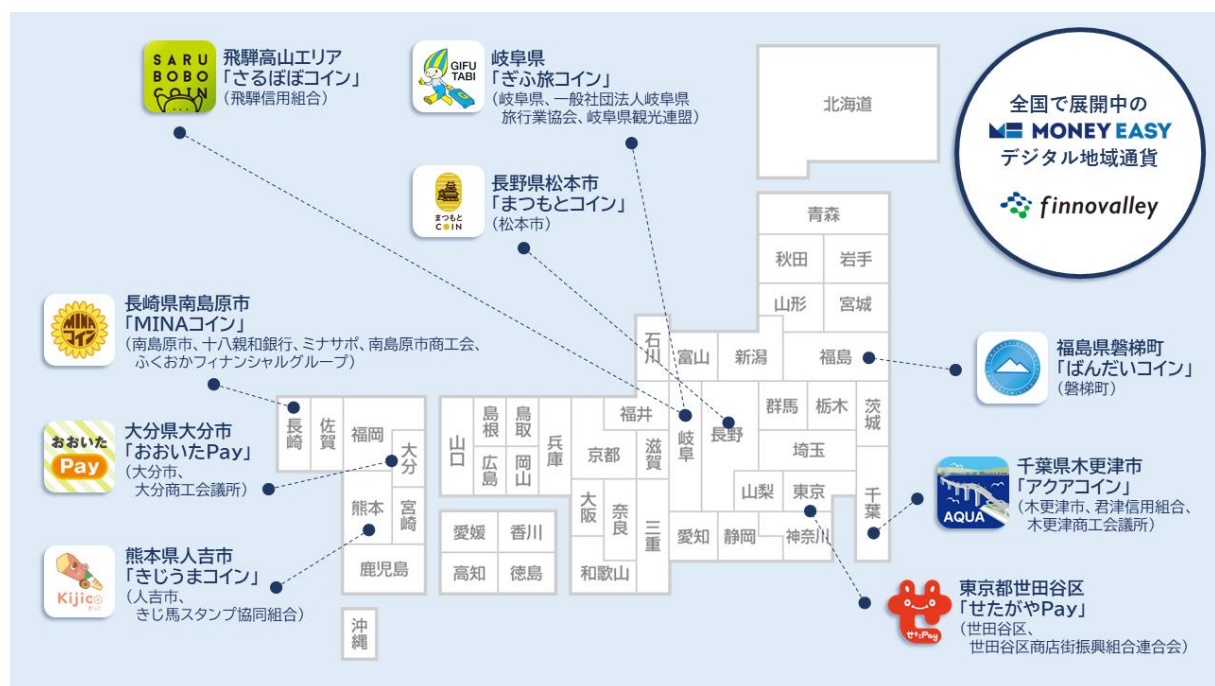 SARU
BOBO
COIN
飛騨高山エリア
「さるぼぼコイン」
(飛騨信用組合)
GIFU
TABI
岐阜県
「ぎふ旅コイン」
(岐阜県、一般社団法人岐阜県
旅行業協会、岐阜県観光連盟)
まつもと
COIN
長野県松本市
「まつもとコイン」
(松本市)
全国で展開中の
MONEY EASY
デジタル地域通貨
finnovalley
MINA
コイン
長崎県南島原市
「MINAコイン」
(南島原市、十八親和銀行、ミナサポ、南島原市商工会、
ふくおかフィナンシャルグループ)
おおいた
Pay
大分県大分市
「おおいたPay」
(大分市、
大分商工会議所)
Kijico
熊本県人吉市
「きじうまコイン」
(人吉市、
きじ馬スタンプ協同組合)
福島県磐梯町
「ばんだいコイン」
(磐梯町)
AQUA
千葉県木更津市
「アクアコイン」
(木更津市、君津信用組合、
木更津商工会議所)
せたPay
東京都世田谷区
「せたがやPay」
(世田谷区、
世田谷区商店街振興組合連合会)
北海道
青森
秋田
岩手
山形
宮城
石川
富山
新潟
福島
福井
岐阜
長野
群馬
栃木
茨城
埼玉
山梨
東京
千葉
愛知
静岡
神奈川
滋賀
三重
京都
大阪
奈良
和歌山
兵庫
鳥取
岡山
島根
広島
山口
愛媛
香川
高知
徳島
長崎
佐賀
福岡
大分
熊本
宮崎
鹿児島
沖縄